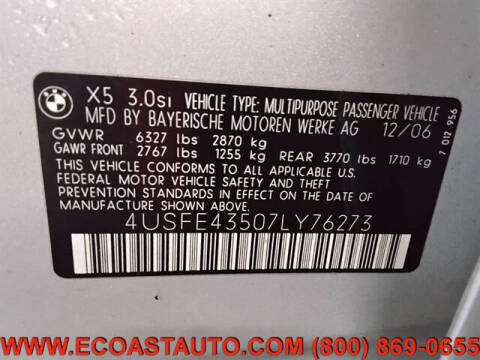 BMW
X5 3.0si VEHICLE TYPE: MULTIPURPOSE PASSENGER VEHICLE
MFD BY BAYERISCHE MOTOREN WERKE AG 12/06
GVWR 6327 lbs 2870 kg
GAWR FRONT 2767 lbs 1255 kg REAR 3770 lbs 1710 kg
THIS VEHICLE CONFORMS TO ALL APPLICABLE U.S.
FEDERAL MOTOR VEHICLE SAFETY AND THEFT
PREVENTION STANDARDS IN EFFECT ON THE DATE OF
MANUFACTURE SHOWN ABOVE.
4USFE43507LY76273
7 012 956
WWW.ECOASTAUTO.COM (800) 869-0655